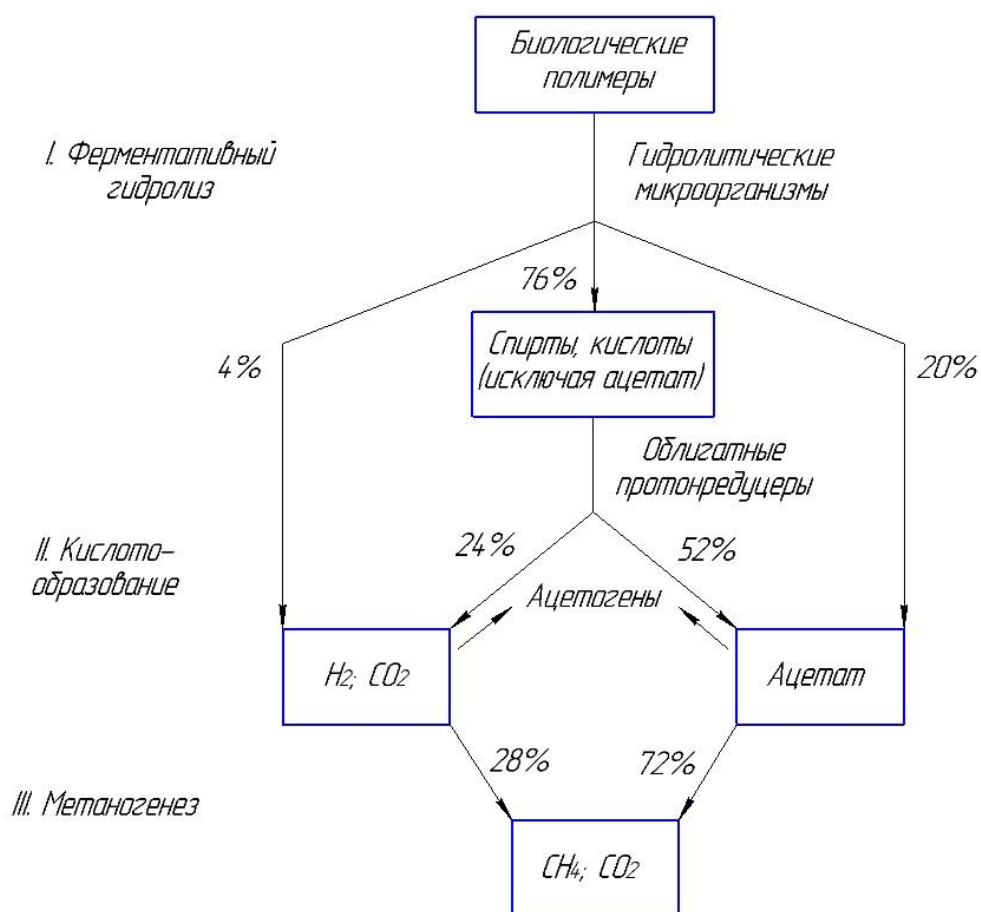 Биологические
полимеры
I. Ферментативный
гидролиз
Гидролитические
микроорганизмы
76%
4%
Спирты, кислоты
(исключая ацетат)
20%
Облигатные
протонредуцеры
II. Кислото-
образование
24%
52%
Ацетогены
H2; CO2
Ацетат
28%
72%
III. Метаногенез
CH4; CO2